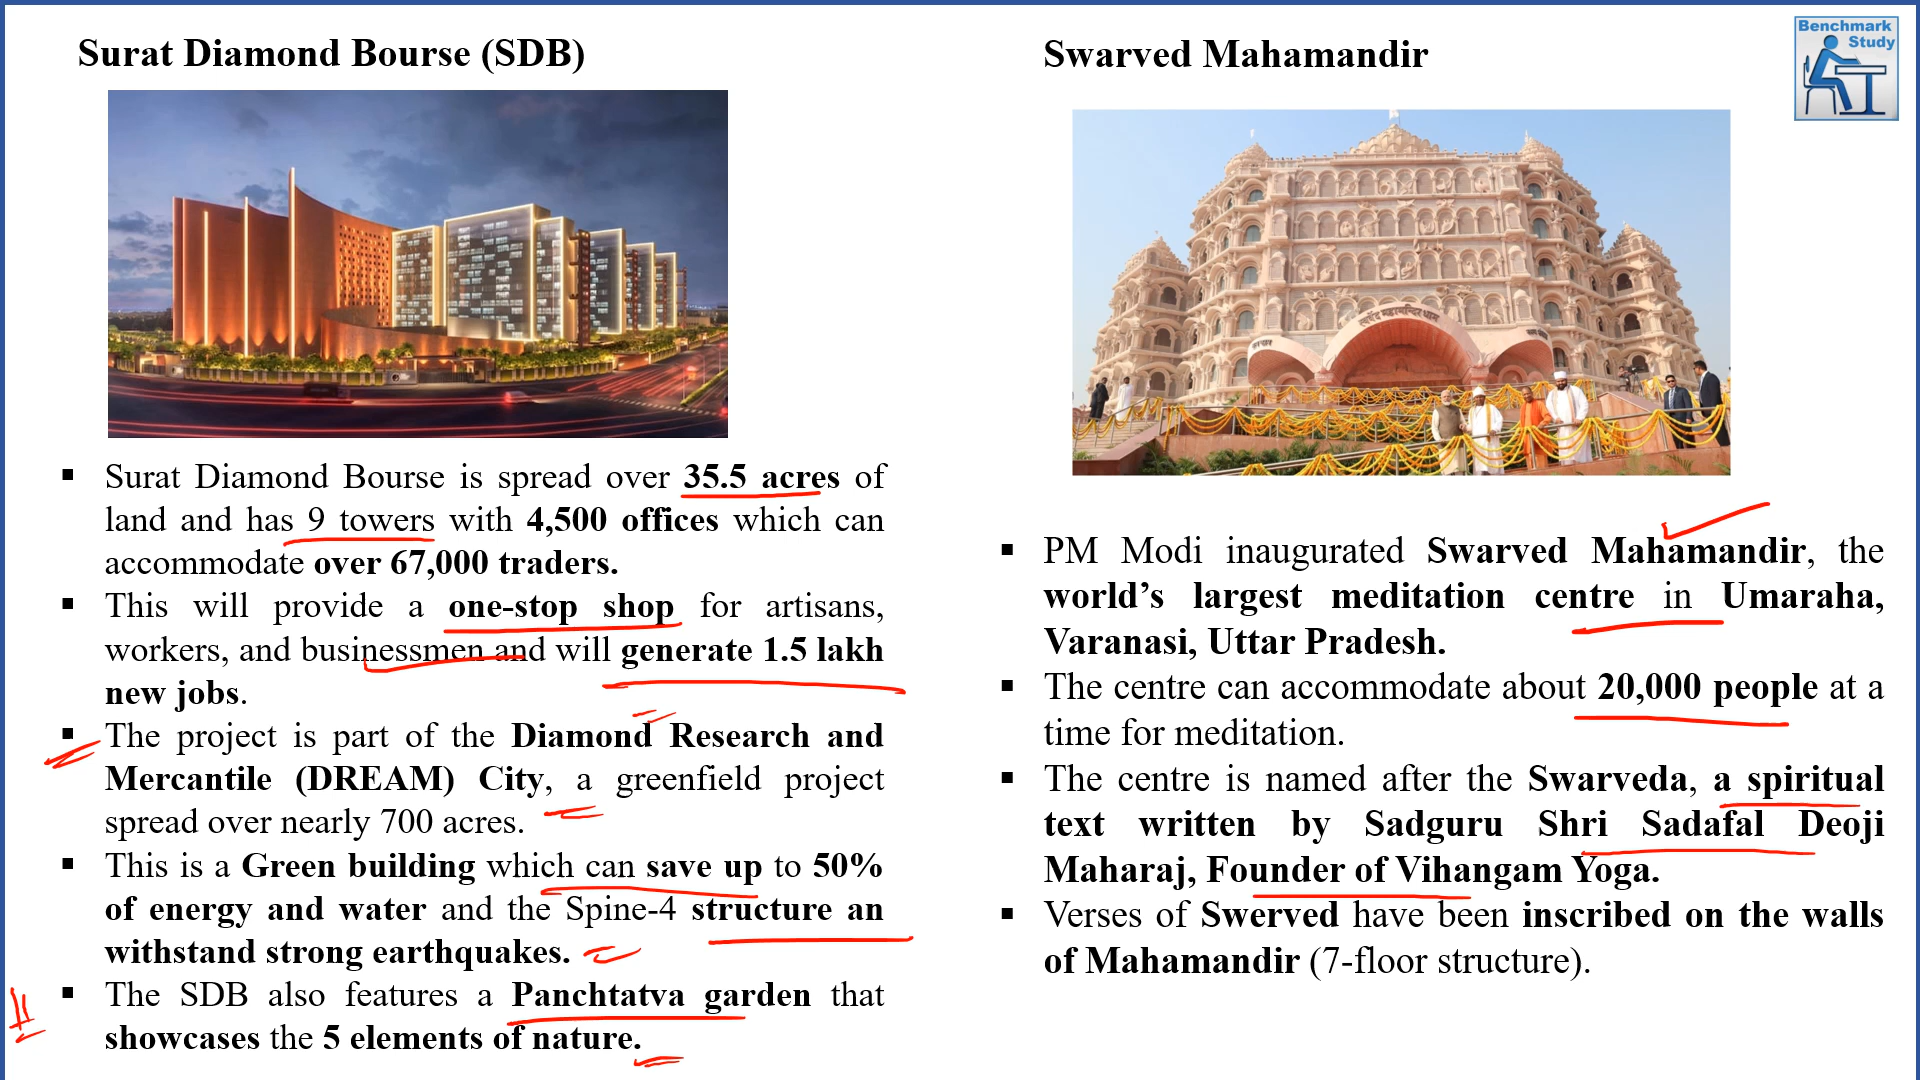 Surat Diamond Bourse (SDB)
▪ Surat Diamond Bourse is spread over 35.5 acres of
land and has 9 towers with 4,500 offices which can
accommodate over 67,000 traders.
▪ This will provide a one-stop shop for artisans,
workers, and businessmen and will generate 1.5 lakh
new jobs.
▪ The project is part of the Diamond Research and
Mercantile (DREAM) City, a greenfield project
spread over nearly 700 acres.
▪ This is a Green building which can save up to 50%
of energy and water and the Spine-4 structure an
withstand strong earthquakes.
▪ The SDB also features a Panchtatva garden that
showcases the 5 elements of nature.
Swarved Mahamandir
Benchmark
Study
स्वर्वेद महामन्दिर धाम
▪ PM Modi inaugurated Swarved Mahamandir, the
world’s largest meditation centre in Umaraha,
Varanasi, Uttar Pradesh.
▪ The centre can accommodate about 20,000 people at a
time for meditation.
▪ The centre is named after the Swarveda, a spiritual
text written by Sadguru Shri Sadafal Deoji
Maharaj, Founder of Vihangam Yoga.
▪ Verses of Swerved have been inscribed on the walls
of Mahamandir (7-floor structure).